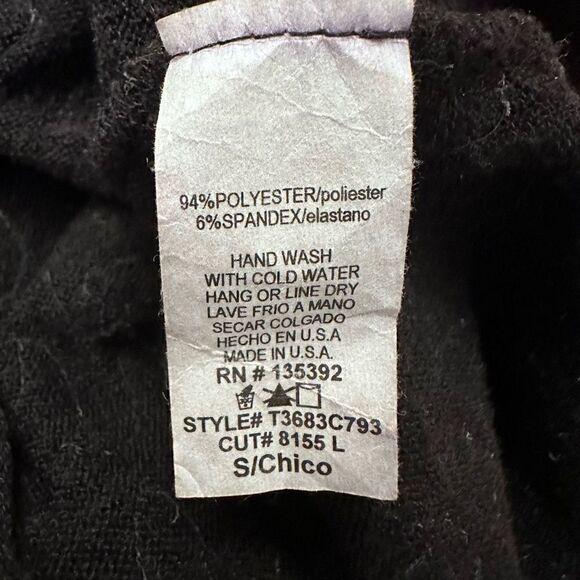 94%POLYESTER/poliester
6%SPANDEX/elastano
HAND WASH
WITH COLD WATER
HANG OR LINE DRY
LAVE FRIO A MANO
SECAR COLGADO
HECHO EN U.S.A
MADE IN U.S.A.
RN # 135392
STYLE# T3683C793
CUT# 8155 L
S/Chico